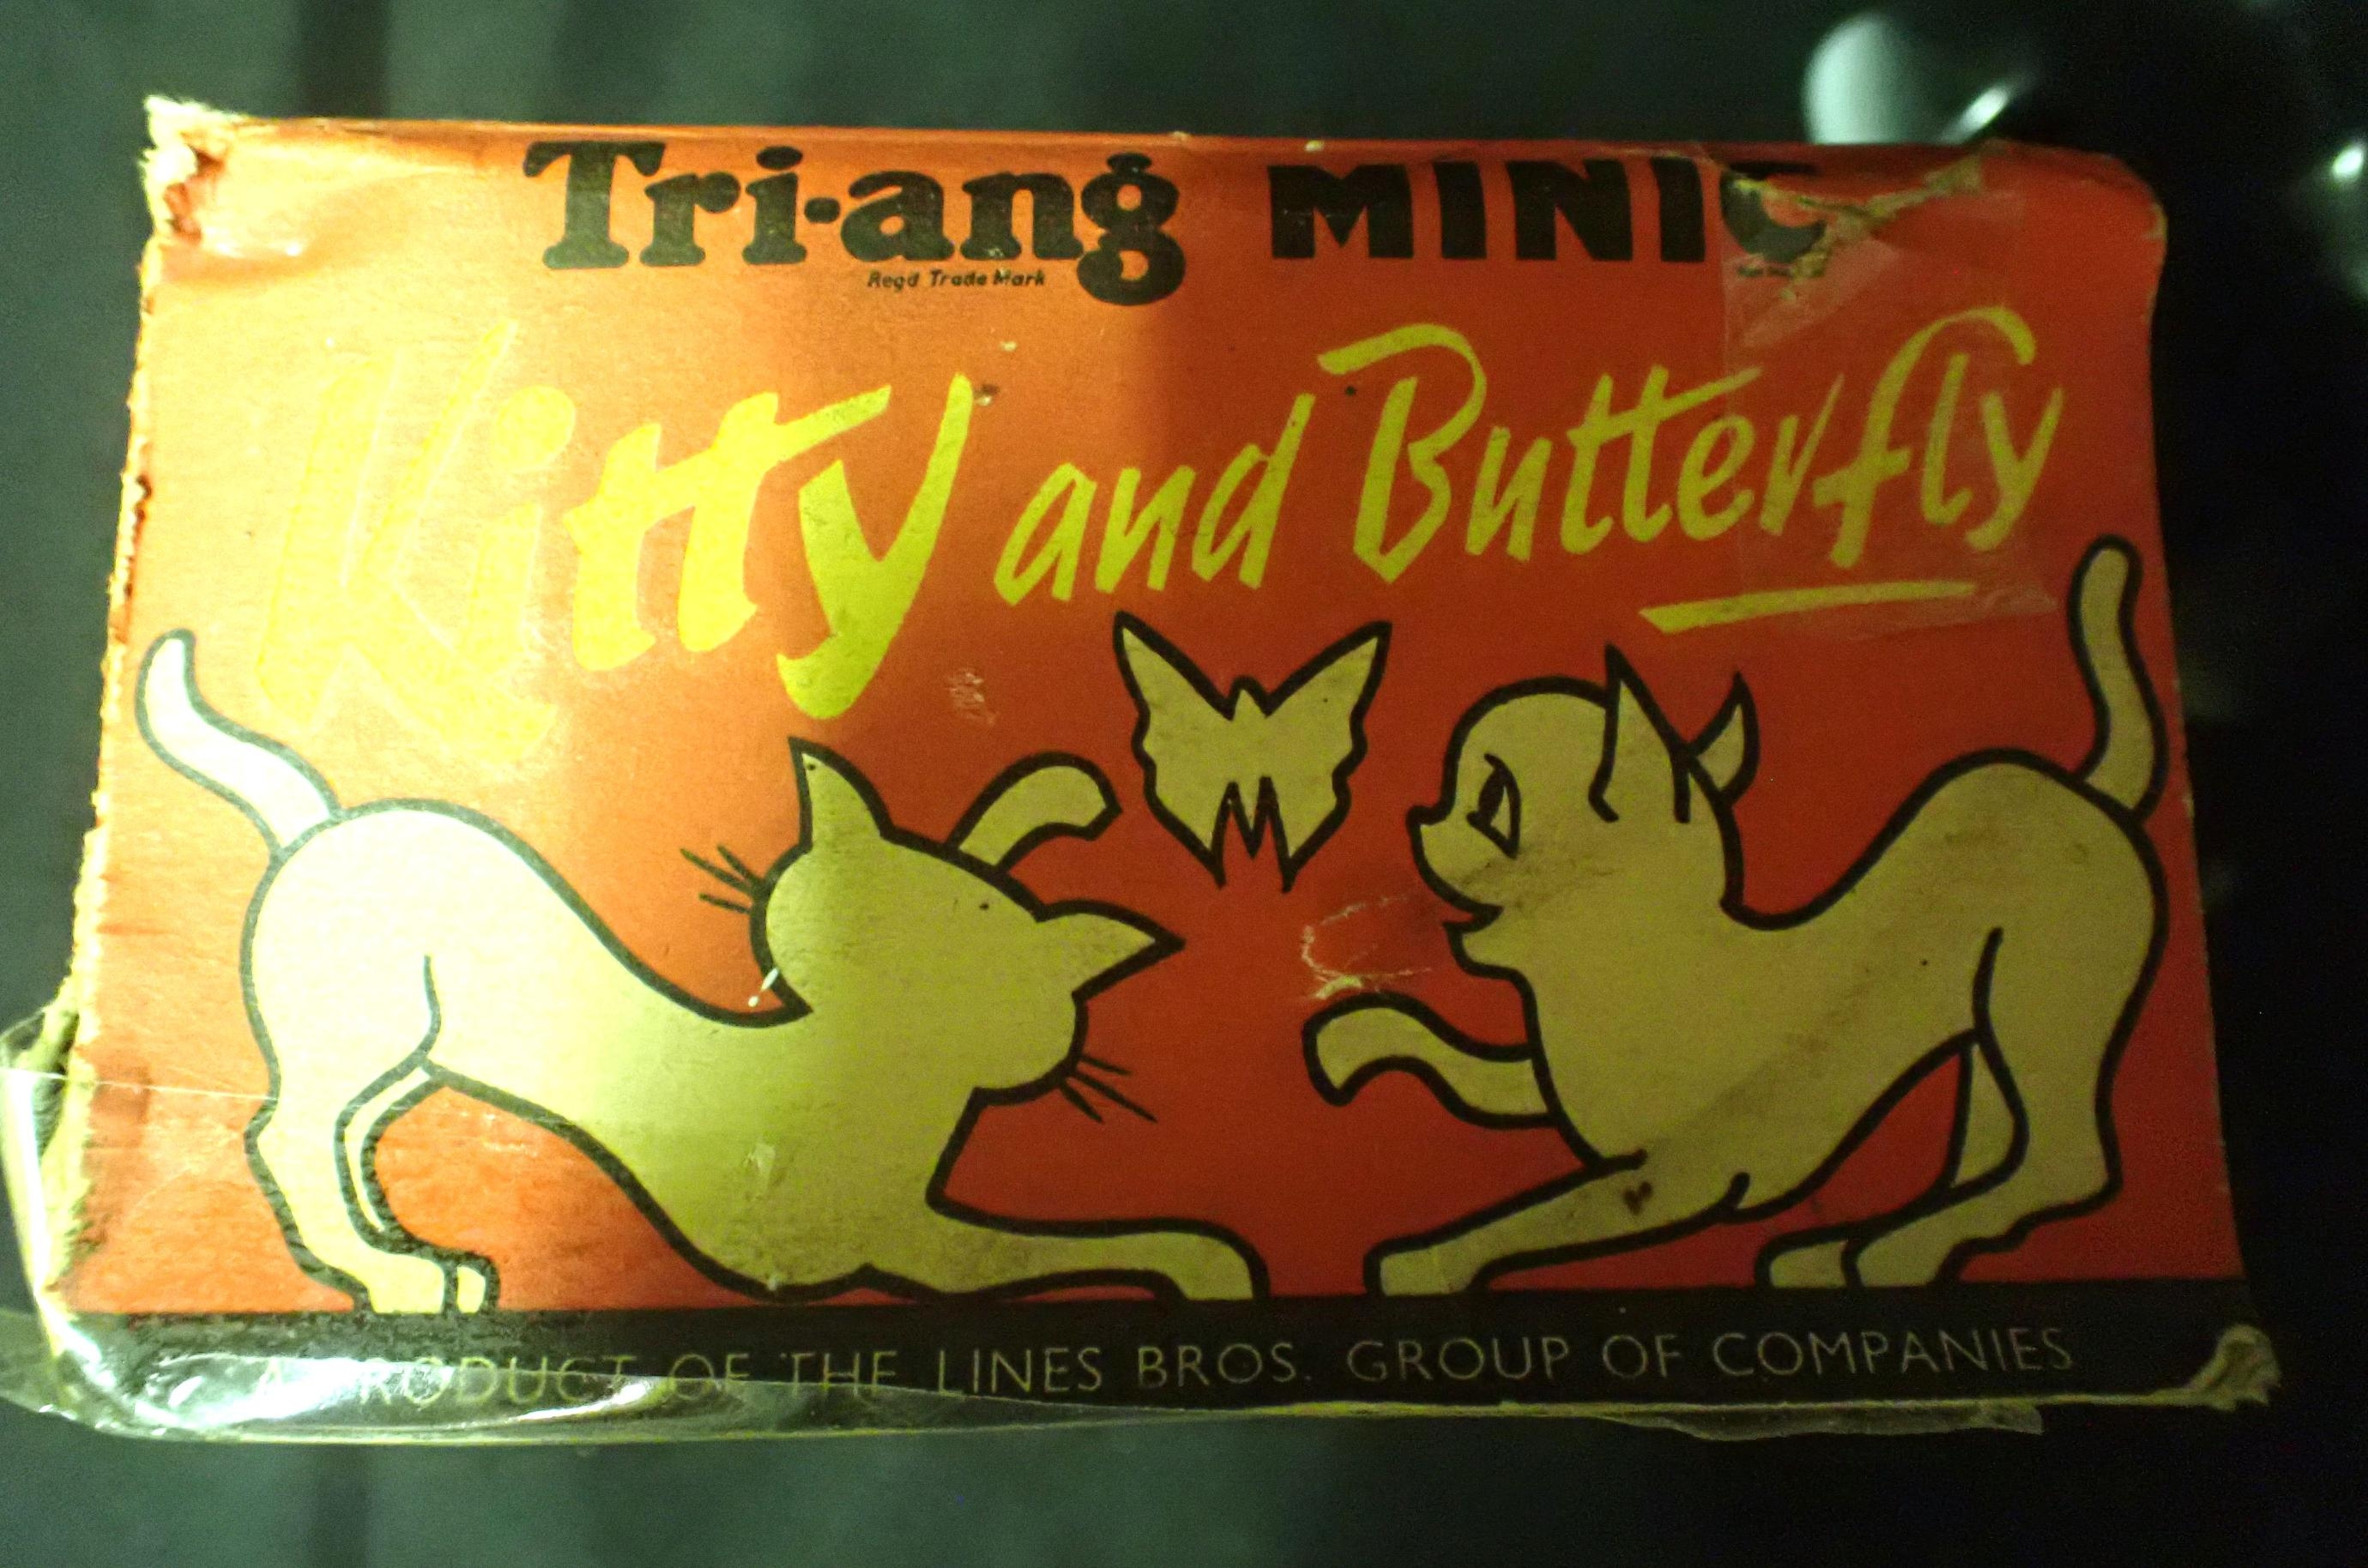 Tri-ang MINIC
Regd Trade Mark
Kitty and Butterfly
A PRODUCT OF THE LINES BROS. GROUP OF COMPANIES